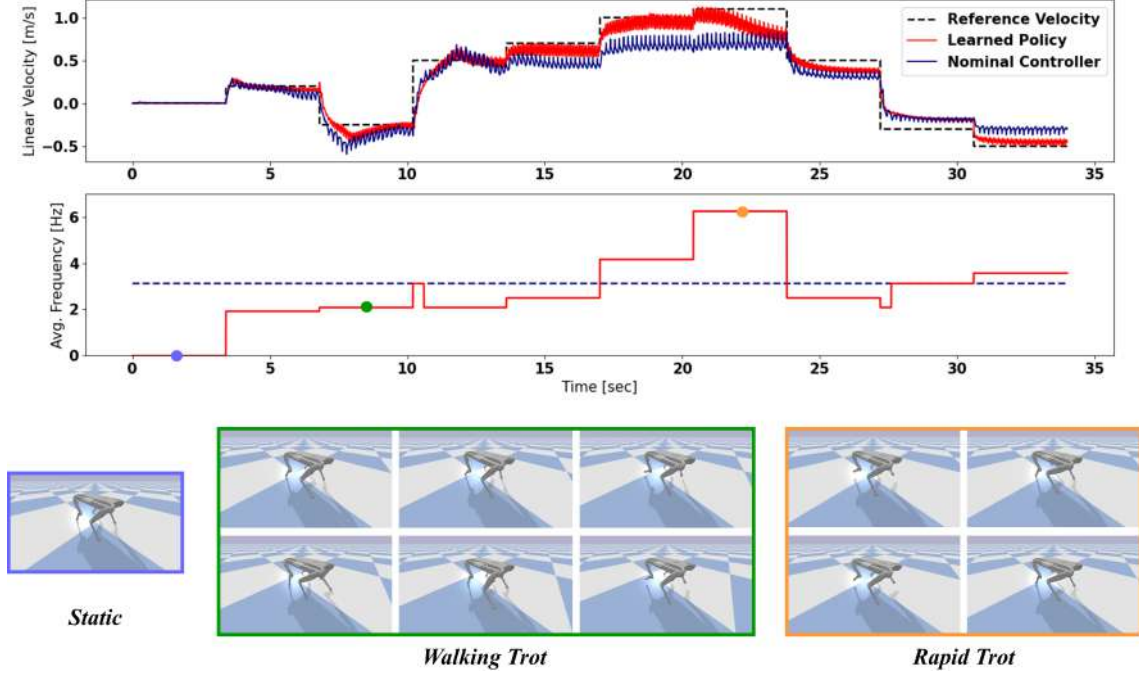 Linear Velocity [m/s]
1.0
0.5
0.0
−0.5
Reference Velocity
Learned Policy
Nominal Controller
0 5 10 15 20 25 30 35
Avg. Frequency [Hz]
6
4
2
0
0 5 10 15 20 25 30 35
Time [sec]
Static
Walking Trot
Rapid Trot